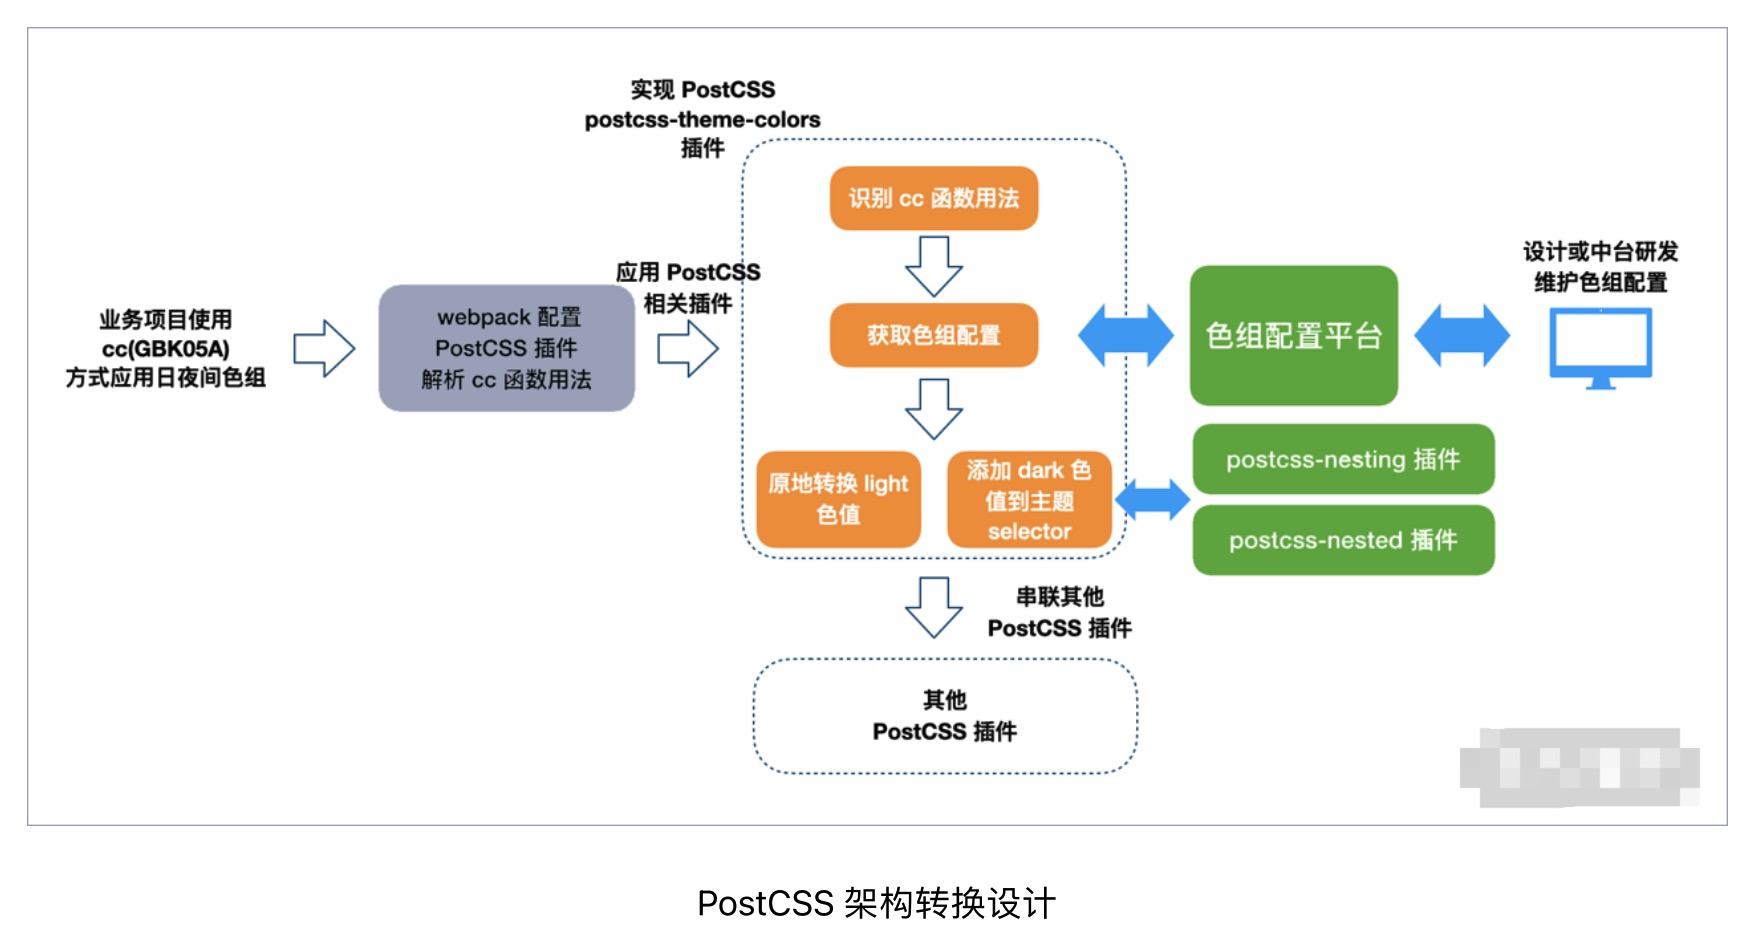 实现 PostCSS
postcss-theme-colors
插件
识别 cc 函数用法
应用 PostCSS
相关插件
业务项目使用
cc(GBK05A)
方式应用日夜间色组
webpack 配置
PostCSS 插件
解析 cc 函数用法
获取色组配置
色组配置平台
设计或中台研发
维护色组配置
原地转换 light
色值
添加 dark 色
值到主题
selector
postcss-nesting 插件
postcss-nested 插件
串联其他
PostCSS 插件
其他
PostCSS 插件
PostCSS 架构转换设计